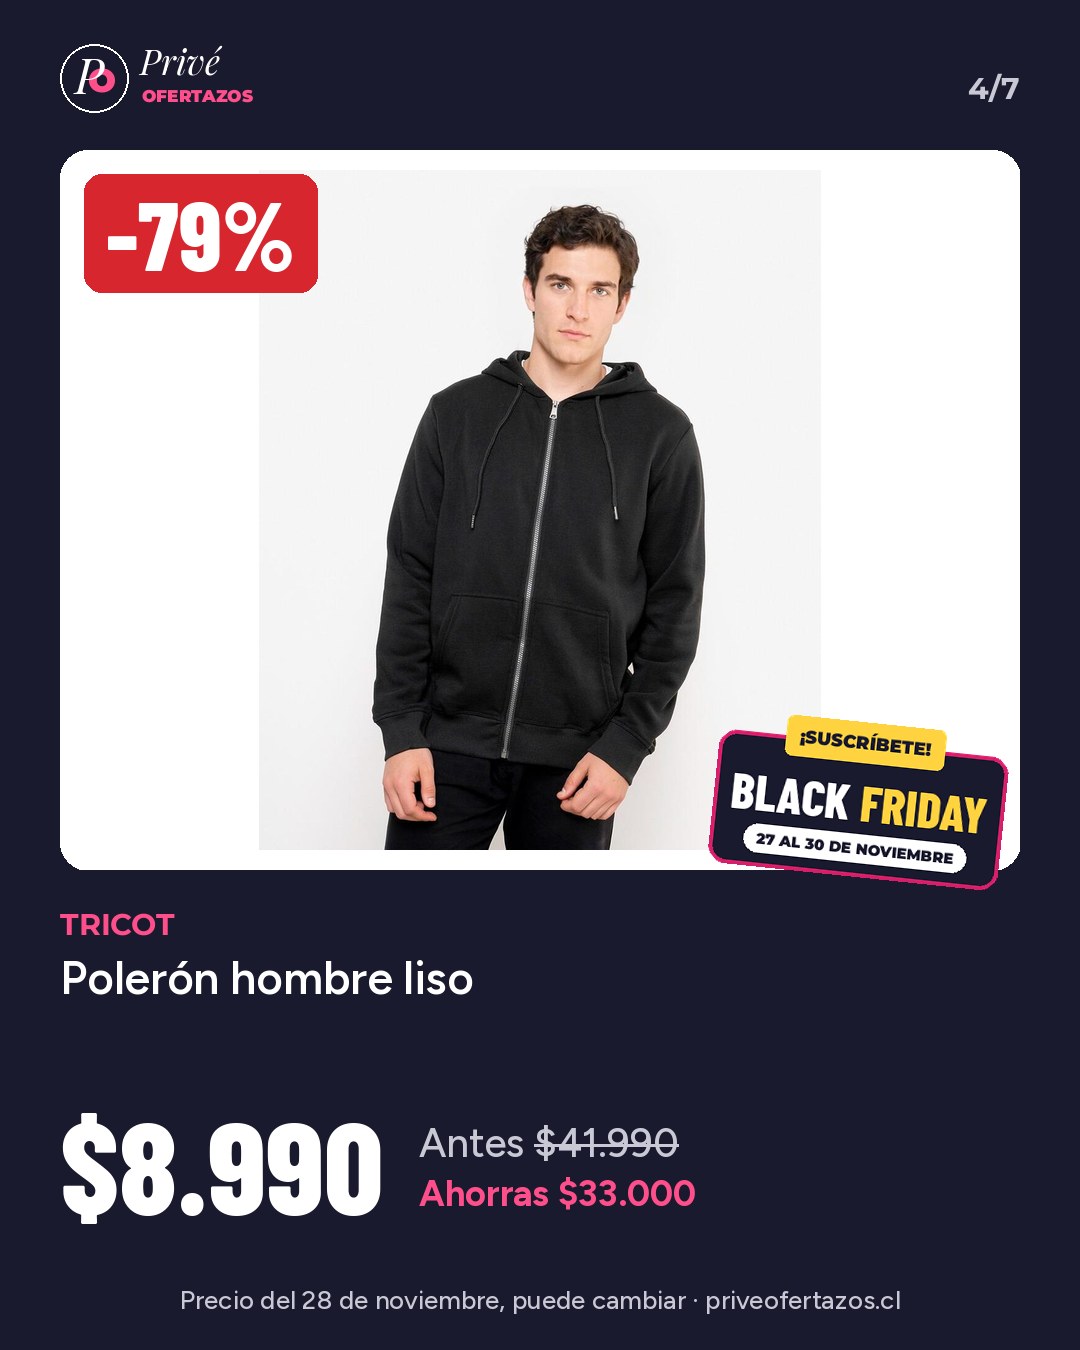 Po
Privé
OFERTAZOS
4/7
-79%
¡SUSCRÍBETE!
BLACK FRIDAY
27 AL 30 DE NOVIEMBRE
TRICOT
Polerón hombre liso
$8.990
Antes $41.990
Ahorras $33.000
Precio del 28 de noviembre, puede cambiar · priveofertazos.cl